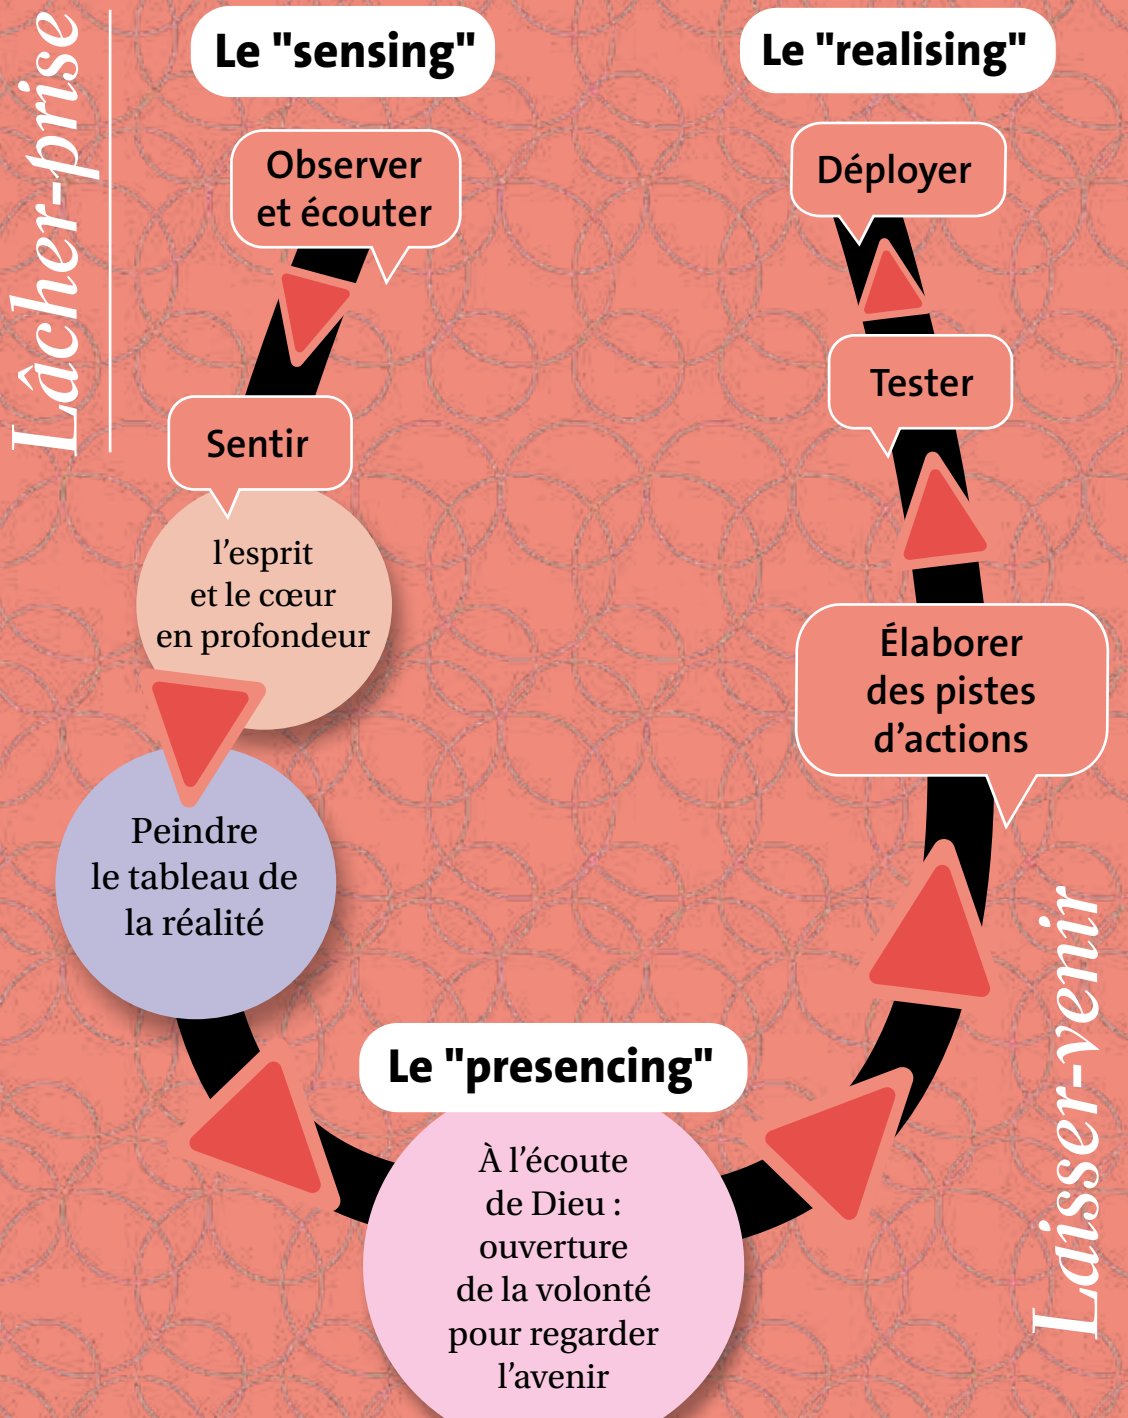 Lâcher-prise
Le "sensing"
Observer
et écouter
Sentir
l'esprit
et le cœur
en profondeur
Peindre
le tableau de
la réalité
Le "presencing"
À l'écoute
de Dieu :
ouverture
de la volonté
pour regarder
l'avenir
Le "realising"
Déployer
Tester
Élaborer
des pistes
d'actions
Laisser-venir